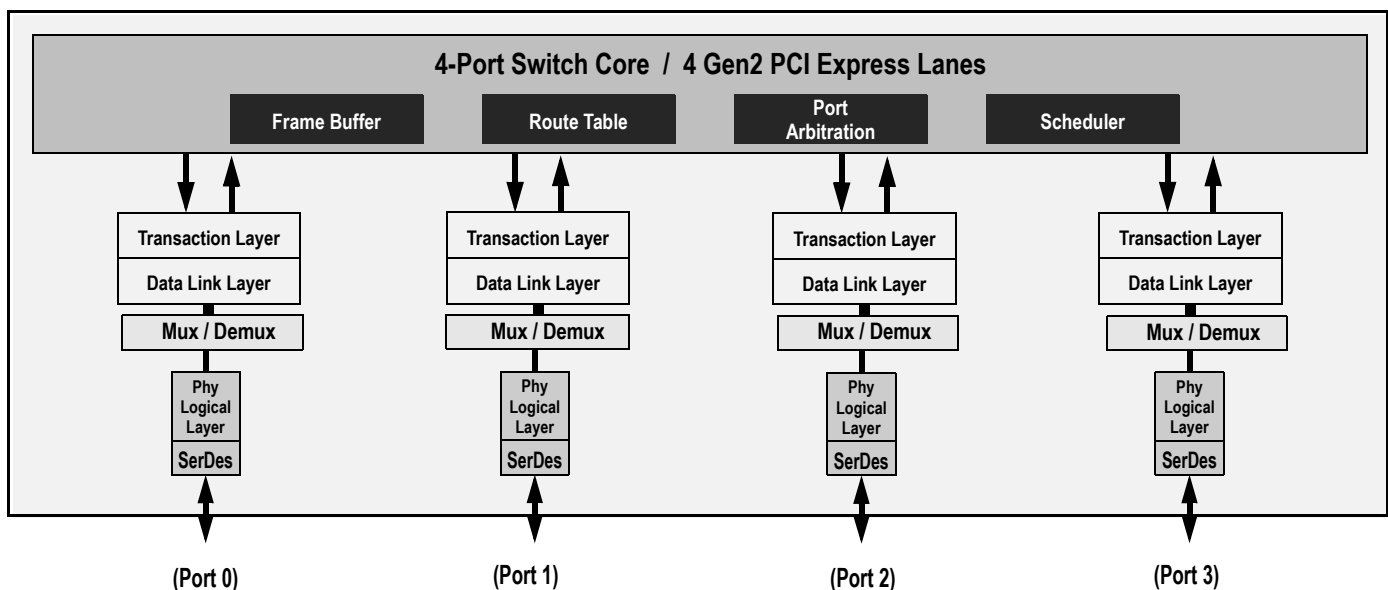 4-Port Switch Core / 4 Gen2 PCI Express Lanes
Frame Buffer
Route Table
Port
Arbitration
Scheduler
Transaction Layer
Data Link Layer
Mux / Demux
Phy
Logical
Layer
SerDes
(Port 0)
Transaction Layer
Data Link Layer
Mux / Demux
Phy
Logical
Layer
SerDes
(Port 1)
Transaction Layer
Data Link Layer
Mux / Demux
Phy
Logical
Layer
SerDes
(Port 2)
Transaction Layer
Data Link Layer
Mux / Demux
Phy
Logical
Layer
SerDes
(Port 3)